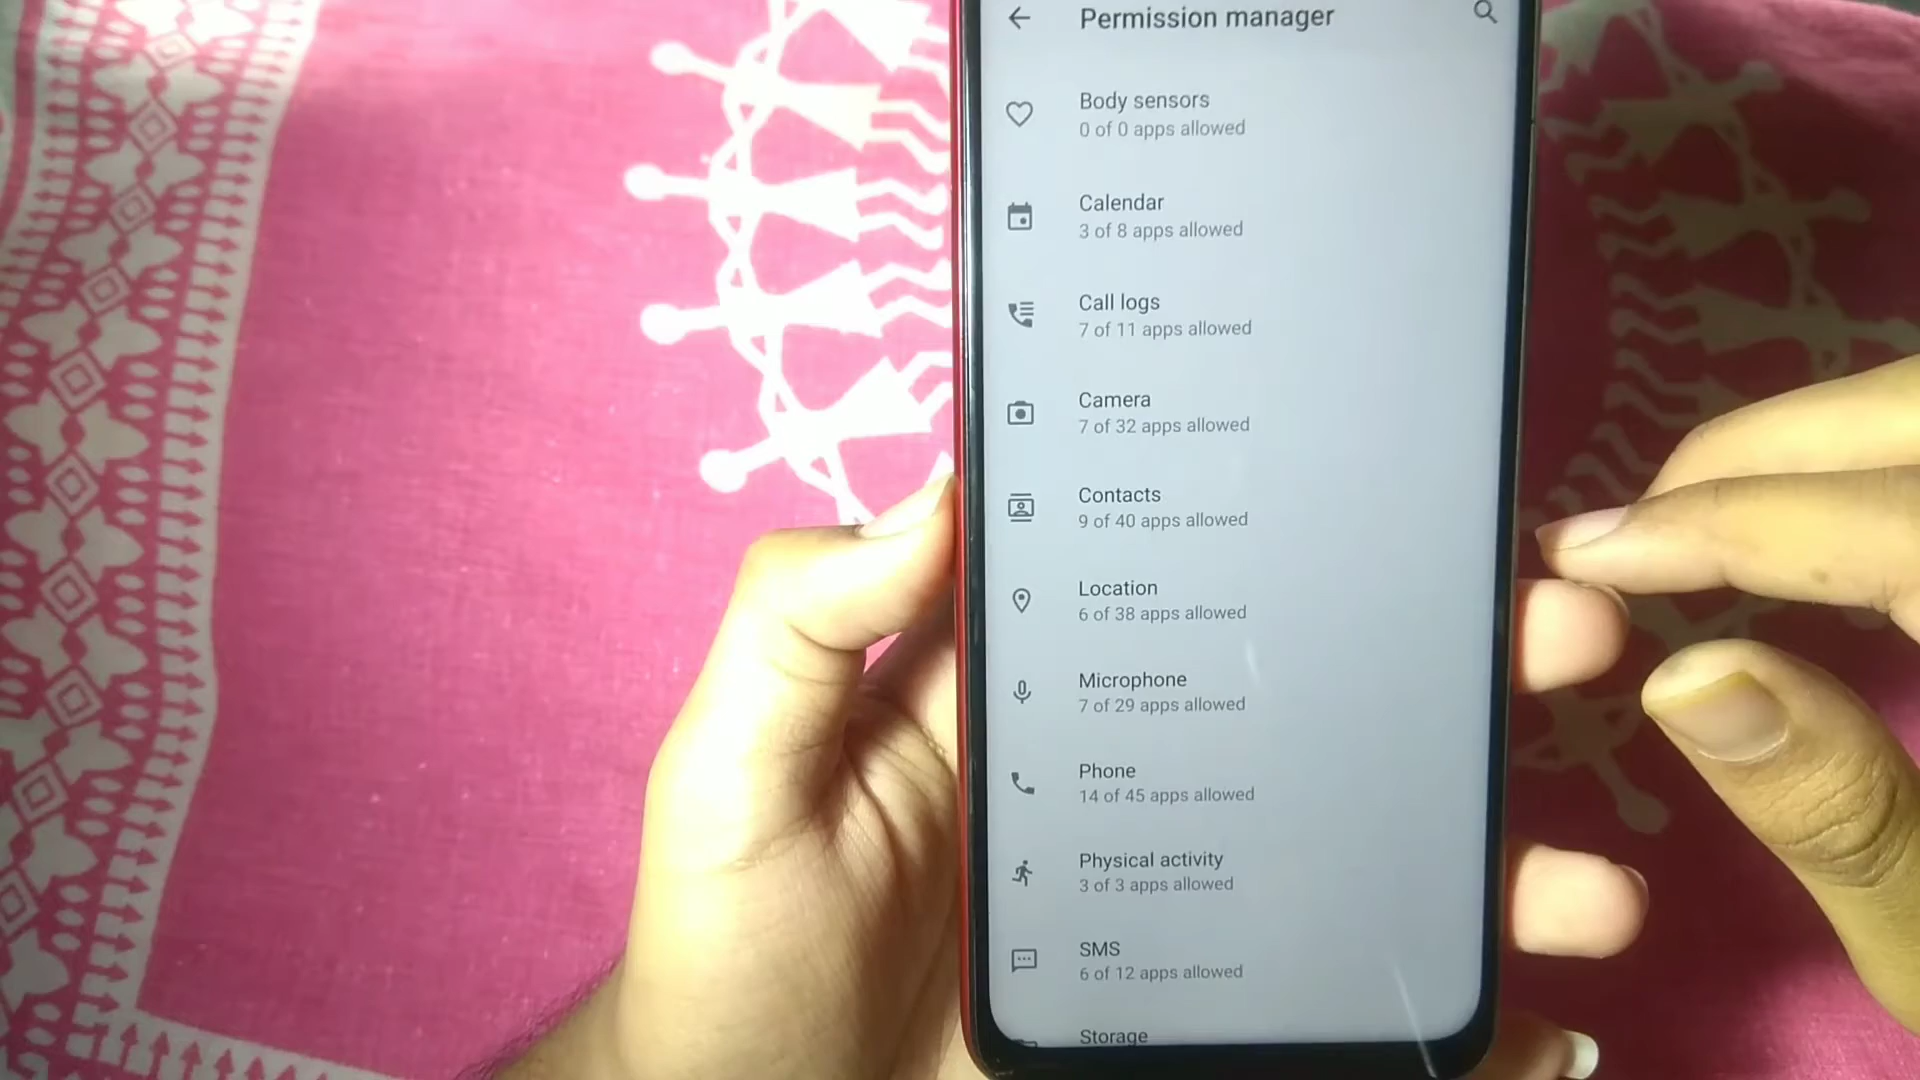 Permission manager
Body sensors
0 of 0 apps allowed
Calendar
3 of 8 apps allowed
Call logs
7 of 11 apps allowed
Camera
7 of 32 apps allowed
Contacts
9 of 40 apps allowed
Location
6 of 38 apps allowed
Microphone
7 of 29 apps allowed
Phone
14 of 45 apps allowed
Physical activity
3 of 3 apps allowed
SMS
6 of 12 apps allowed
Storage